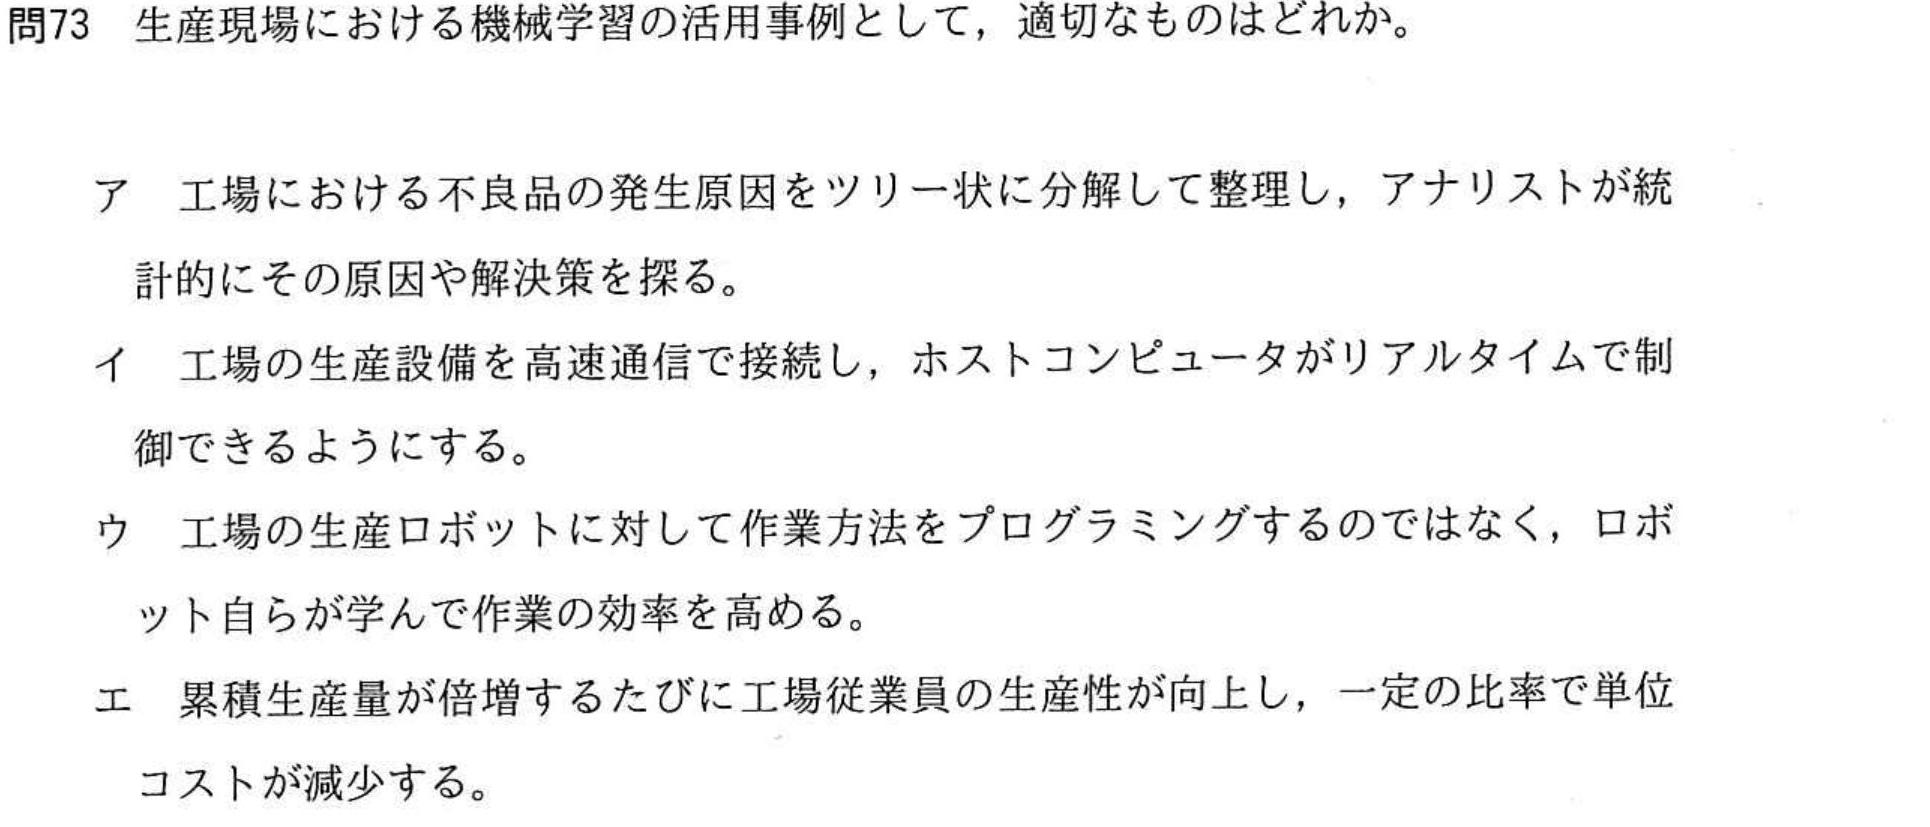 問73　生産現場における機械学習の活用事例として，適切なものはどれか。
ア　工場における不良品の発生原因をツリー状に分解して整理し，アナリストが統
計的にその原因や解決策を探る。
イ　工場の生産設備を高速通信で接続し，ホストコンピュータがリアルタイムで制
御できるようにする。
ウ　工場の生産ロボットに対して作業方法をプログラミングするのではなく，ロボ
ット自らが学んで作業の効率を高める。
エ　累積生産量が倍増するたびに工場従業員の生産性が向上し，一定の比率で単位
コストが減少する。